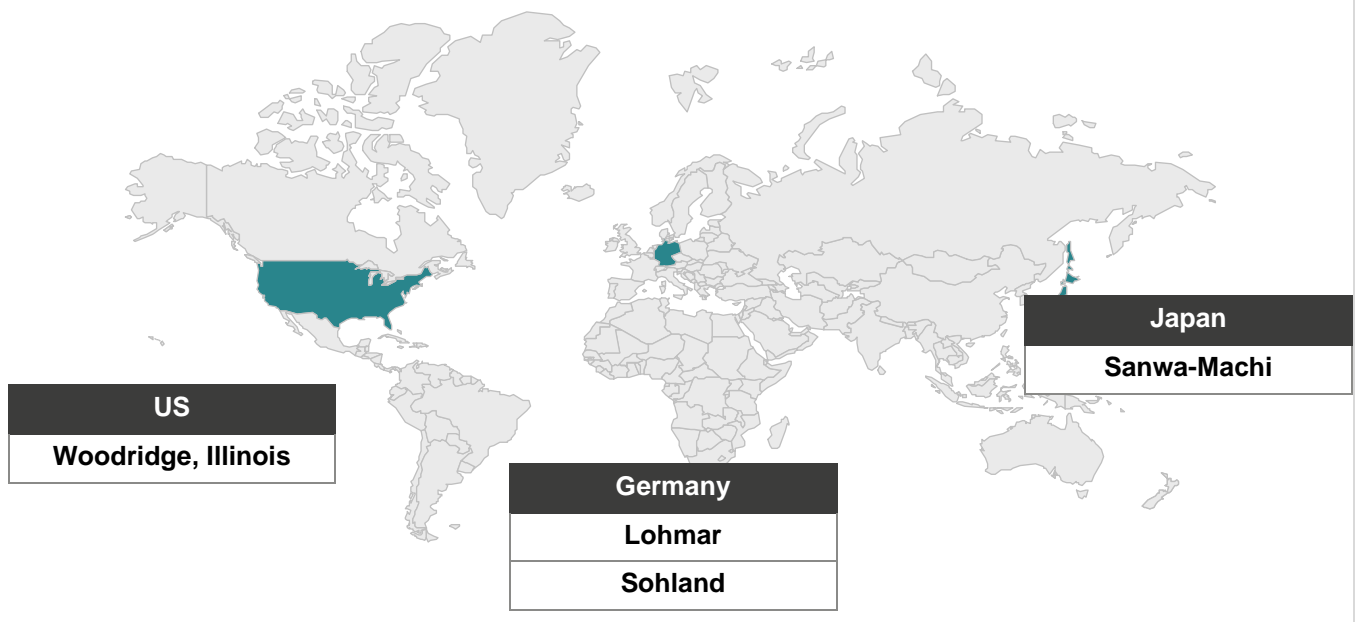 US
Woodridge, Illinois
Germany
Lohmar
Sohland
Japan
Sanwa-Machi